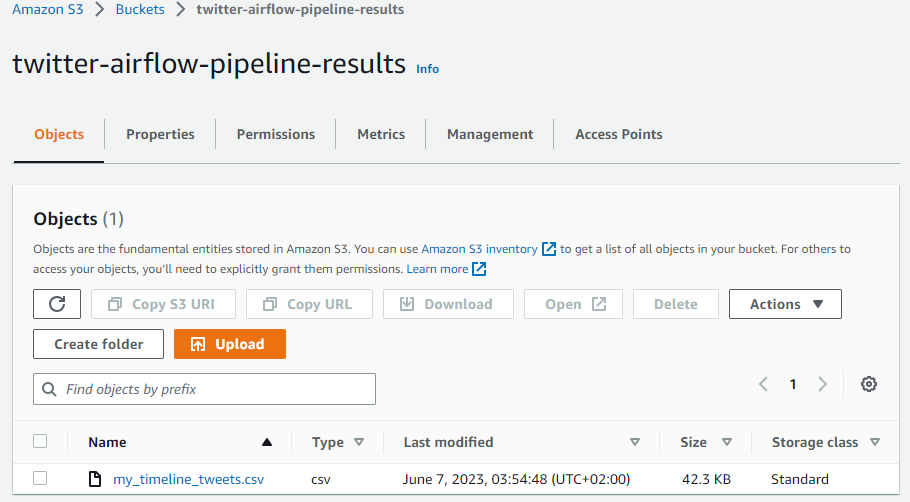 Amazon S3 > Buckets > twitter-airflow-pipeline-results
twitter-airflow-pipeline-results Info
Objects Properties Permissions Metrics Management Access Points
Objects (1)
Objects are the fundamental entities stored in Amazon S3. You can use Amazon S3 inventory to get a list of all objects in your bucket. For others to
access your objects, you'll need to explicitly grant them permissions. Learn more
Copy S3 URI Copy URL Download Open Delete Actions
Create folder Upload
Find objects by prefix 1
Name Type Last modified Size Storage class
my_timeline_tweets.csv csv June 7, 2023, 03:54:48 (UTC+02:00) 42.3 KB Standard